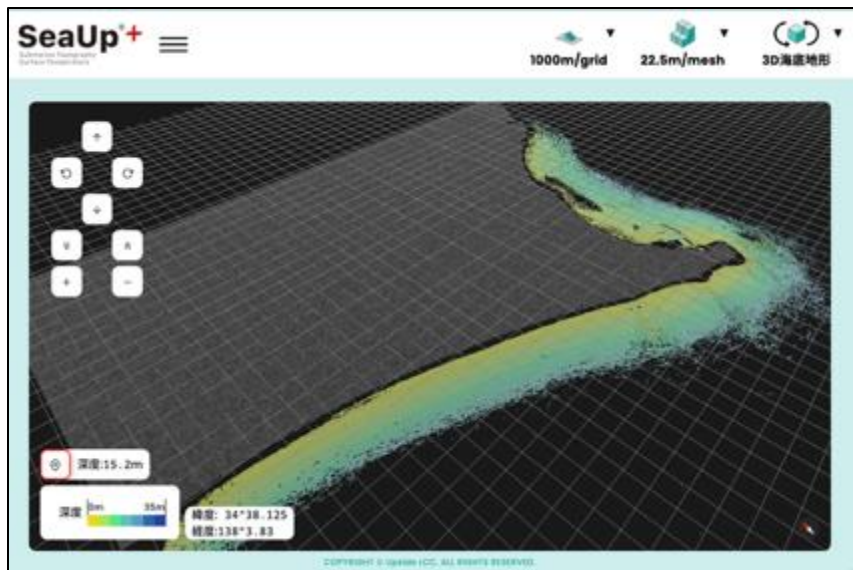 SeaUp+
1000m/grid
22.5m/mesh
3D海底地形
深度:15.2m
深度
0m
35m
緯度: 34°38.125
経度:138°3.83